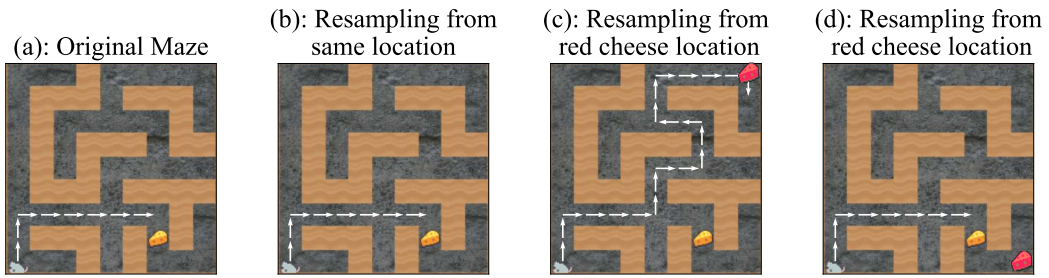 (a): Original Maze
(b): Resampling from
same location
(c): Resampling from
red cheese location
(d): Resampling from
red cheese location